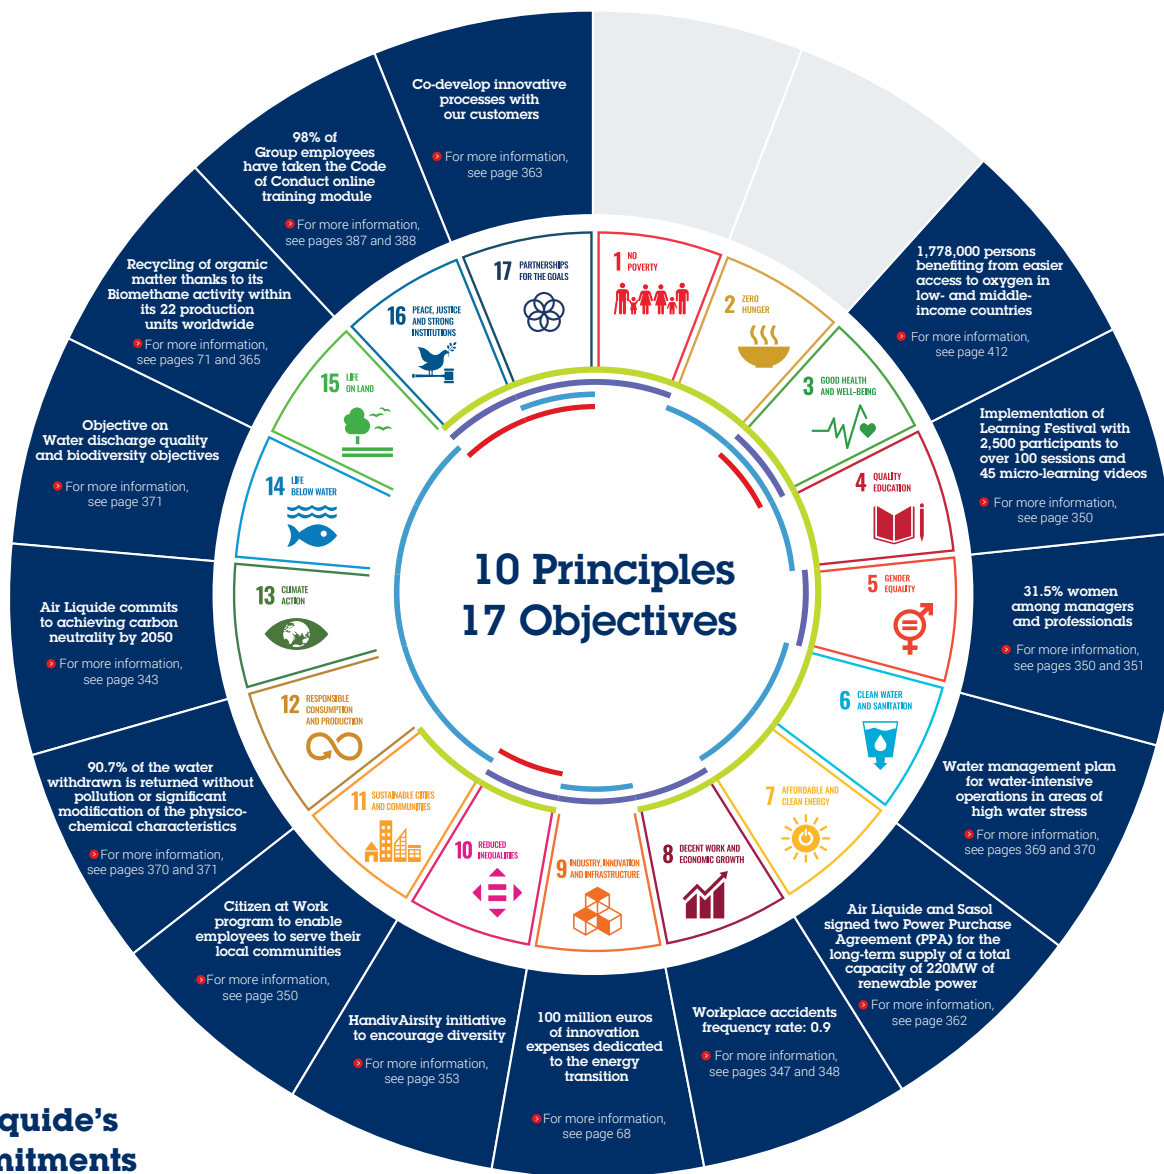 Co-develop innovative
processes with
our customers
For more information,
see page 363
98% of
Group employees
have taken the Code
of Conduct online
training module
For more information,
see pages 387 and 388
Recycling of organic
matter thanks to its
Biomethane activity within
its 22 production
units worldwide
For more information,
see pages 71 and 365
Objective on
Water discharge quality
and biodiversity objectives
For more information,
see page 371
Air Liquide commits
to achieving carbon
neutrality by 2050
For more information,
see page 343
90.7% of the water
withdrawn is returned without
pollution or significant
modification of the physico-
chemical characteristics
For more information,
see pages 370 and 371
Citizen at Work
program to enable
employees to serve their
local communities
For more information,
see page 350
HandivAirsity initiative
to encourage diversity
For more information,
see page 353
100 million euros
of innovation
expenses dedicated
to the energy
transition
For more information,
see page 68
Workplace accidents
frequency rate: 0.9
For more information,
see pages 347 and 348
Air Liquide and Sasol
signed two Power Purchase
Agreement (PPA) for the
long-term supply of a total
capacity of 220MW of
renewable power
For more information,
see page 362
Water management plan
for water-intensive
operations in areas of
high water stress
For more information,
see pages 369 and 370
31.5% women
among managers
and professionals
For more information,
see pages 350 and 351
Implementation of
Learning Festival with
2,500 participants to
over 100 sessions and
45 micro-learning videos
For more information,
see page 350
1,778,000 persons
benefiting from easier
access to oxygen in
low- and middle-
income countries
For more information,
see page 412
1 NO
POVERTY
2 ZERO
HUNGER
3 GOOD HEALTH
AND WELL-BEING
4 QUALITY
EDUCATION
5 GENDER
EQUALITY
6 CLEAN WATER
AND SANITATION
7 AFFORDABLE AND
CLEAN ENERGY
8 DECENT WORK AND
ECONOMIC GROWTH
9 INDUSTRY, INNOVATION
AND INFRASTRUCTURE
10 REDUCED
INEQUALITIES
11 SUSTAINABLE CITIES
AND COMMUNITIES
12 RESPONSIBLE
CONSUMPTION
AND PRODUCTION
13 CLIMATE
ACTION
14 LIFE
BELOW WATER
15 LIFE
ON LAND
16 PEACE, JUSTICE
AND STRONG
INSTITUTIONS
17 PARTNERSHIPS
FOR THE GOALS
10 Principles
17 Objectives
quide's
mitments